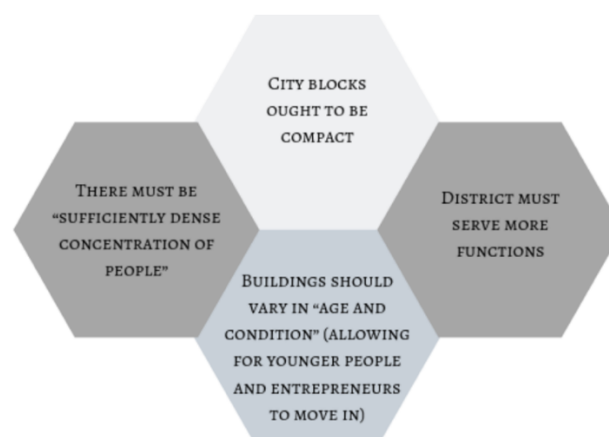 City blocks
ought to be
compact
There must be
“sufficiently dense
concentration of
people”
District must
serve more
functions
Buildings should
vary in “age and
condition” (allowing
for younger people
and entrepreneurs
to move in)